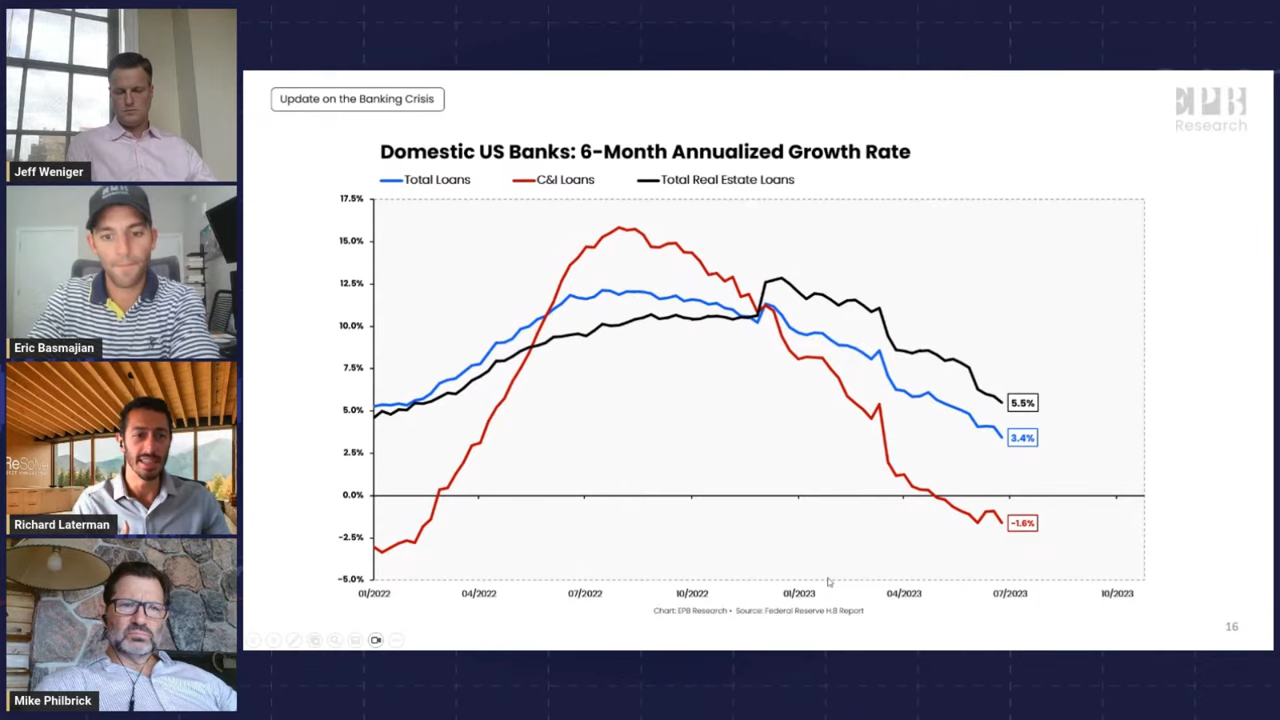 Jeff Weniger
Eric Basmajian
ReSolve
Richard Laterman
Mike Philbrick
Update on the Banking Crisis
EPB
Research
Domestic US Banks: 6-Month Annualized Growth Rate
Total Loans C&I Loans Total Real Estate Loans
17.5%
15.0%
12.5%
10.0%
7.5%
5.0%
2.5%
0.0%
-2.5%
-5.0%
5.5%
3.4%
-1.6%
01/2022 04/2022 07/2022 10/2022 01/2023 04/2023 07/2023 10/2023
Chart: EPB Research • Source: Federal Reserve H.8 Report
16